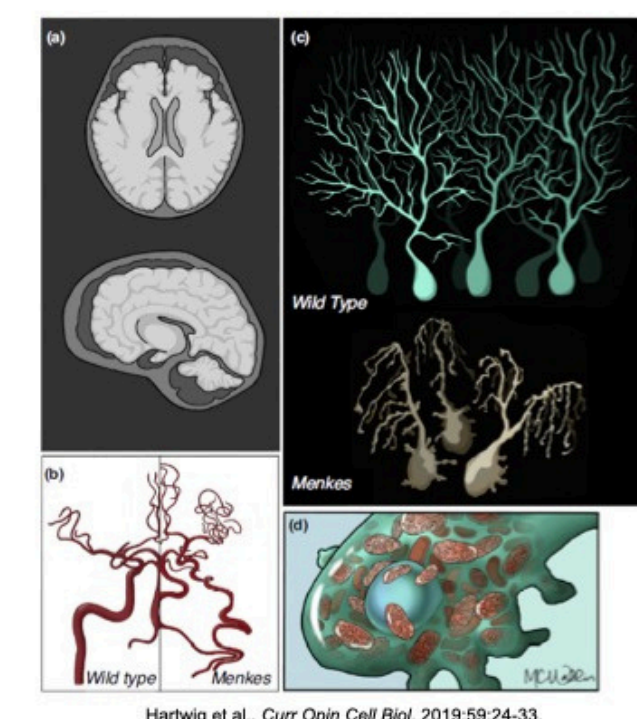 (a)
(c)
Wild Type
Menkes
(b)
Wild type
Menkes
(d)
Hartwig et al., Curr Opin Cell Biol. 2019;59:24-33